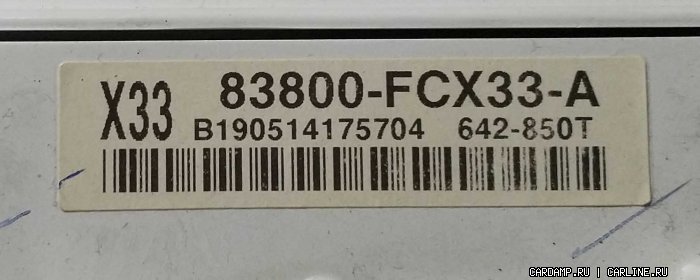 X33 83800-FCX33-A
B190514175704 642-850T
CARDAMP.RU | CARLINE.RU